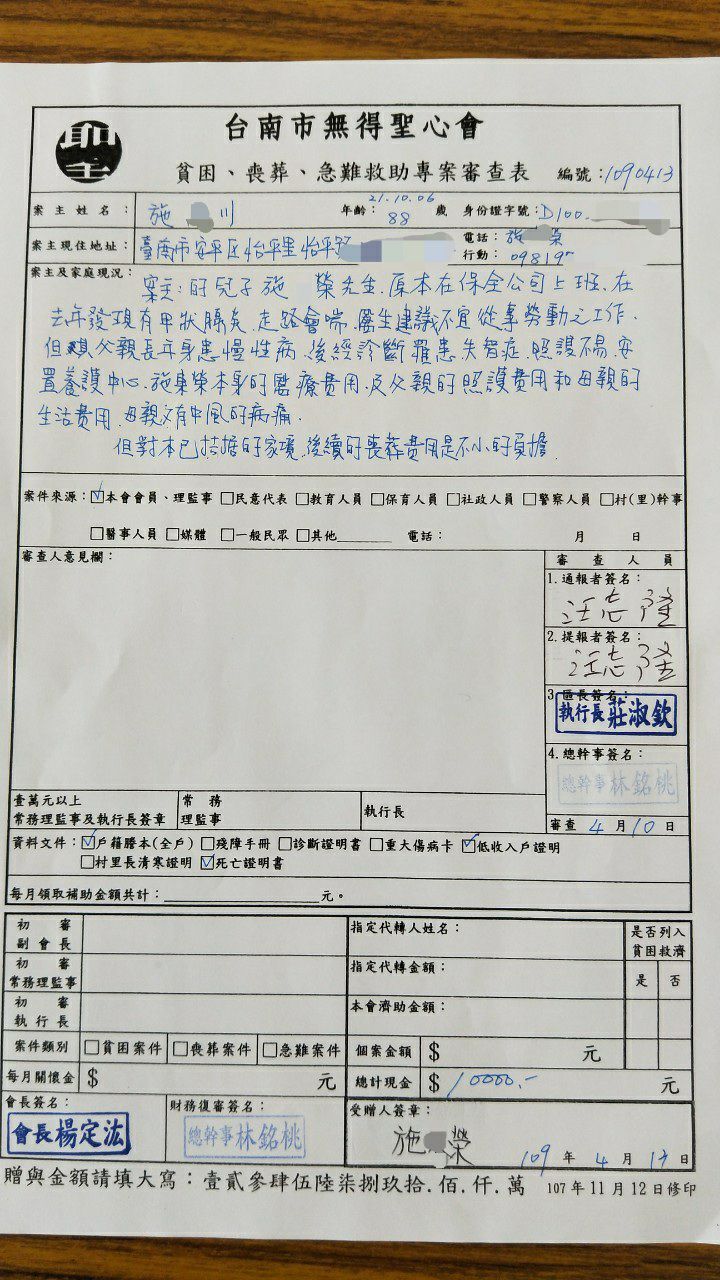 聖
台南市無得聖心會
貧困、喪葬、急難救助專案審查表 編號:1090413
21.10.06
案主姓名: 施 川 年齡: 88 歲 身份證字號: D100.
案主現住地址: 臺南市安平区怡平里怡平路 電話: 施 榮
行動: 09819
案主及家庭現況:
案主:的兒子施 榮先生,原本在保全公司上班、在
去年發現有甲狀腺炎、走路會喘,醫生建議不宜從事勞動之工作、
但其父親長年身患慢性病、後經診斷罹患失智症、照護不易、安
置養護中心、施某榮本身的醫療費用、及父親的照護費用和母親的
生活費用、母親又有中風的病痛、
但對本已拮据的家境、後續的喪葬費用是不小的負擔
案件來源: ☑本會會員、理監事 □民意代表 □教育人員 □保育人員 □社政人員 □警察人員 □村(里)幹事
□醫事人員 □媒體 □一般民眾 □其他______ 電話: 月 日
審查人意見欄: 審查人員
1.通報者簽名:
汪志隆
2.提報者簽名:
汪志隆
3.區長簽名:
執行長 莊淑欽
4.總幹事簽名:
總幹事 林銘桃
壹萬元以上
常務理監事及執行長簽章 常務理監事 執行長 審查 4 月 10 日
資料文件: ☑戶籍謄本(全戶) □殘障手冊 □診斷證明書 □重大傷病卡 ☑低收入戶證明
□村里長清寒證明 ☑死亡證明書
每月領取補助金額共計:____________________元。
初審副會長 指定代轉人姓名: 是否列入貧困救濟
初審常務理監事 指定代轉金額: 是 否
初審執行長 本會濟助金額:
案件類別 □貧困案件 □喪葬案件 □急難案件 個案金額 $ 元
每月關懷金 $ 元 總計現金 $ 10000.- 元
會長簽名: 財務復審簽名: 受贈人簽章:
會長 楊定汯 總幹事 林銘桃 施 榮 109 年 4 月 13 日
贈與金額請填大寫:壹貳參肆伍陸柒捌玖拾.佰.仟.萬 107年11月12日修印